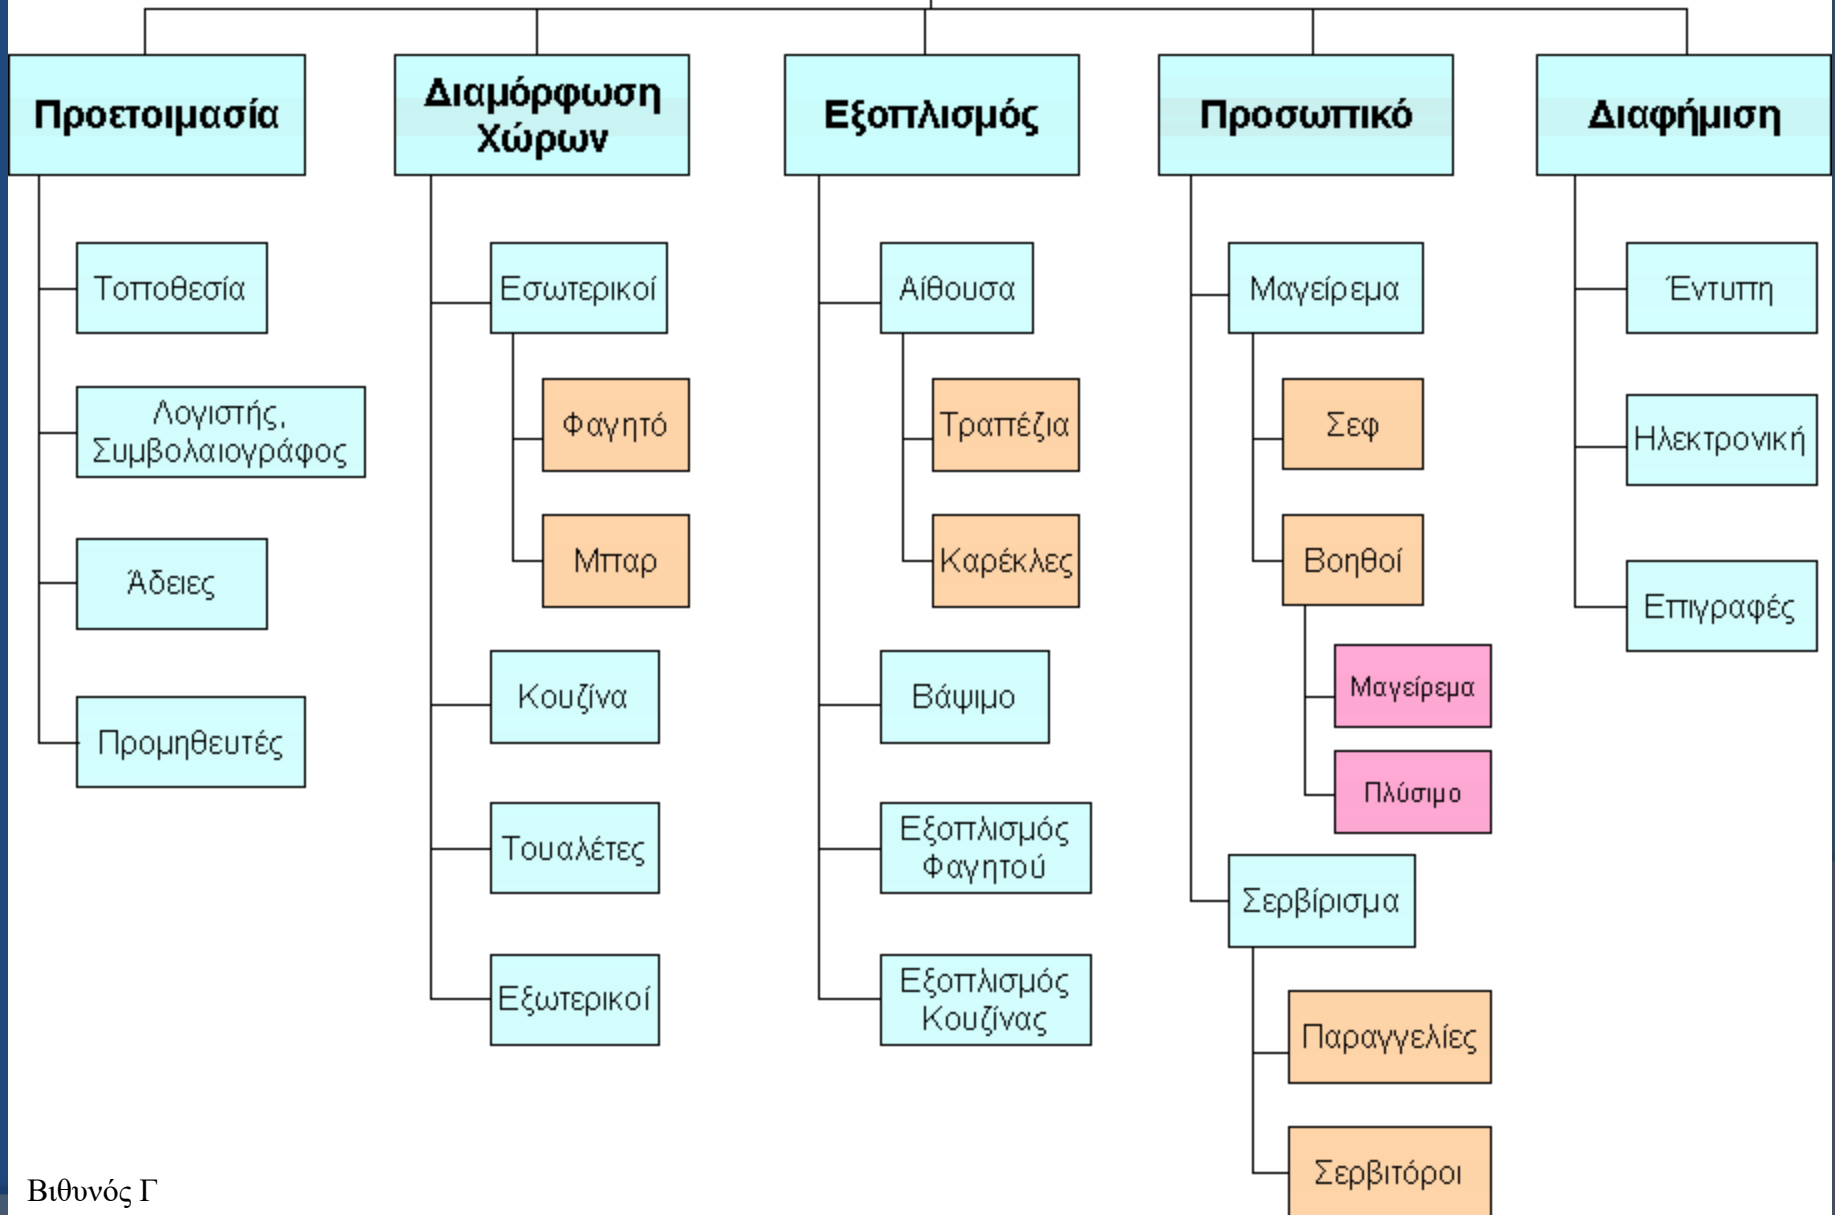 Προετοιμασία
Τοποθεσία
Λογιστής,
Συμβολαιογράφος
Άδειες
Προμηθευτές
Διαμόρφωση
Χώρων
Εσωτερικοί
Φαγητό
Μπαρ
Κουζίνα
Τουαλέτες
Εξωτερικοί
Εξοπλισμός
Αίθουσα
Τραπέζια
Καρέκλες
Βάψιμο
Εξοπλισμός
Φαγητού
Εξοπλισμός
Κουζίνας
Προσωπικό
Μαγείρεμα
Σεφ
Βοηθοί
Μαγείρεμα
Πλύσιμο
Σερβίρισμα
Παραγγελίες
Σερβιτόροι
Διαφήμιση
Έντυπη
Ηλεκτρονική
Επιγραφές
Βιθυνός Γ